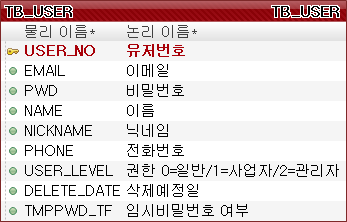 TB_USER TB_USER
물리 이름* 논리 이름*
USER_NO 유저번호
EMAIL 이메일
PWD 비밀번호
NAME 이름
NICKNAME 닉네임
PHONE 전화번호
USER_LEVEL 권한 0=일반/1=사업자/2=관리자
DELETE_DATE 삭제예정일
TMPPWD_TF 임시비밀번호 여부